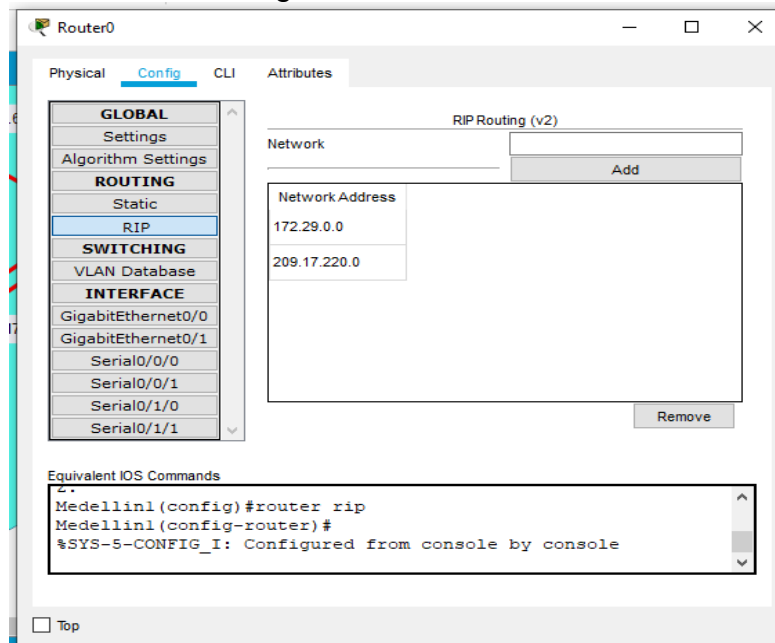 Router0
Physical Config CLI Attributes
GLOBAL
Settings
Algorithm Settings
ROUTING
Static
RIP
SWITCHING
VLAN Database
INTERFACE
GigabitEthernet0/0
GigabitEthernet0/1
Serial0/0/0
Serial0/0/1
Serial0/1/0
Serial0/1/1
RIP Routing (v2)
Network
Add
Network Address
172.29.0.0
209.17.220.0
Remove
Equivalent IOS Commands
Medellin1(config)#router rip
Medellin1(config-router)#
%SYS-5-CONFIG_I: Configured from console by console
Top